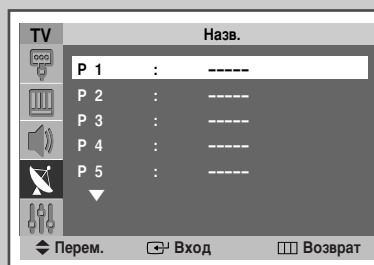 TV Назв.
P 1 : -----
P 2 : -----
P 3 : -----
P 4 : -----
P 5 : -----
Перем. Вход Возврат